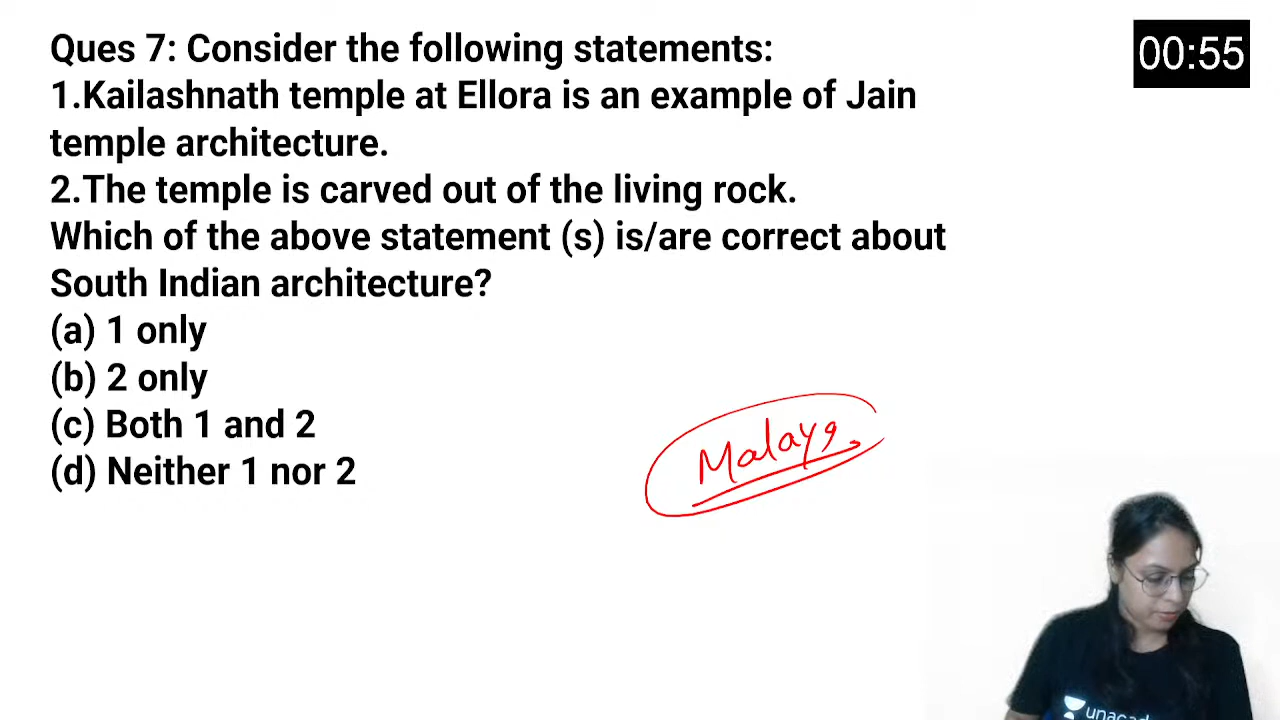 Ques 7: Consider the following statements:
00:55
1.Kailashnath temple at Ellora is an example of Jain
temple architecture.
2.The temple is carved out of the living rock.
Which of the above statement (s) is/are correct about
South Indian architecture?
(a) 1 only
(b) 2 only
(c) Both 1 and 2
(d) Neither 1 nor 2
Malaya
unacad